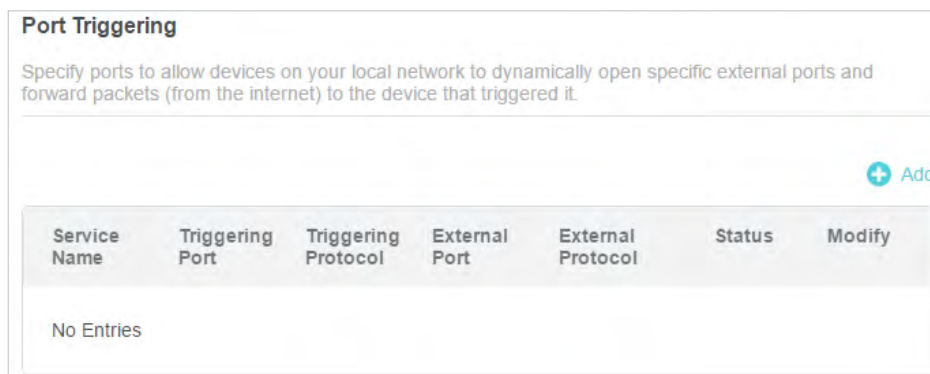 Port Triggering
Specify ports to allow devices on your local network to dynamically open specific external ports and
forward packets (from the internet) to the device that triggered it.
Add
Service Name Triggering Port Triggering Protocol External Port External Protocol Status Modify
No Entries